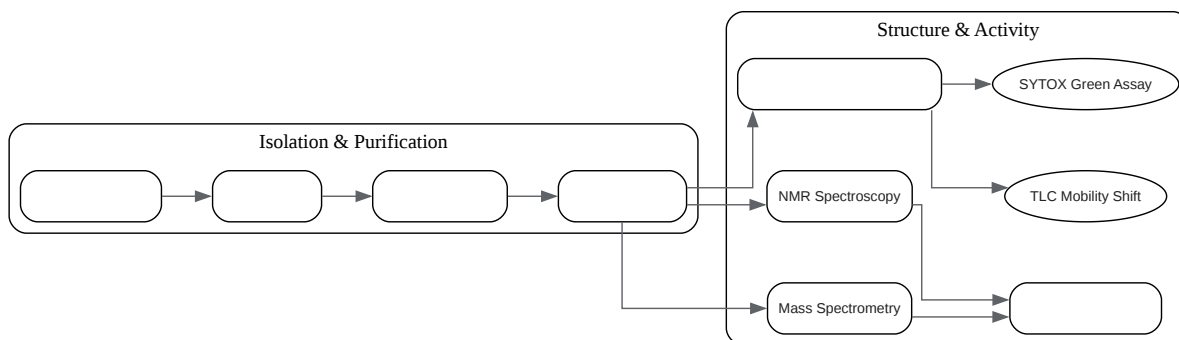 Structure & Activity
SYTOX Green Assay
Isolation & Purification
NMR Spectroscopy
TLC Mobility Shift
Mass Spectrometry